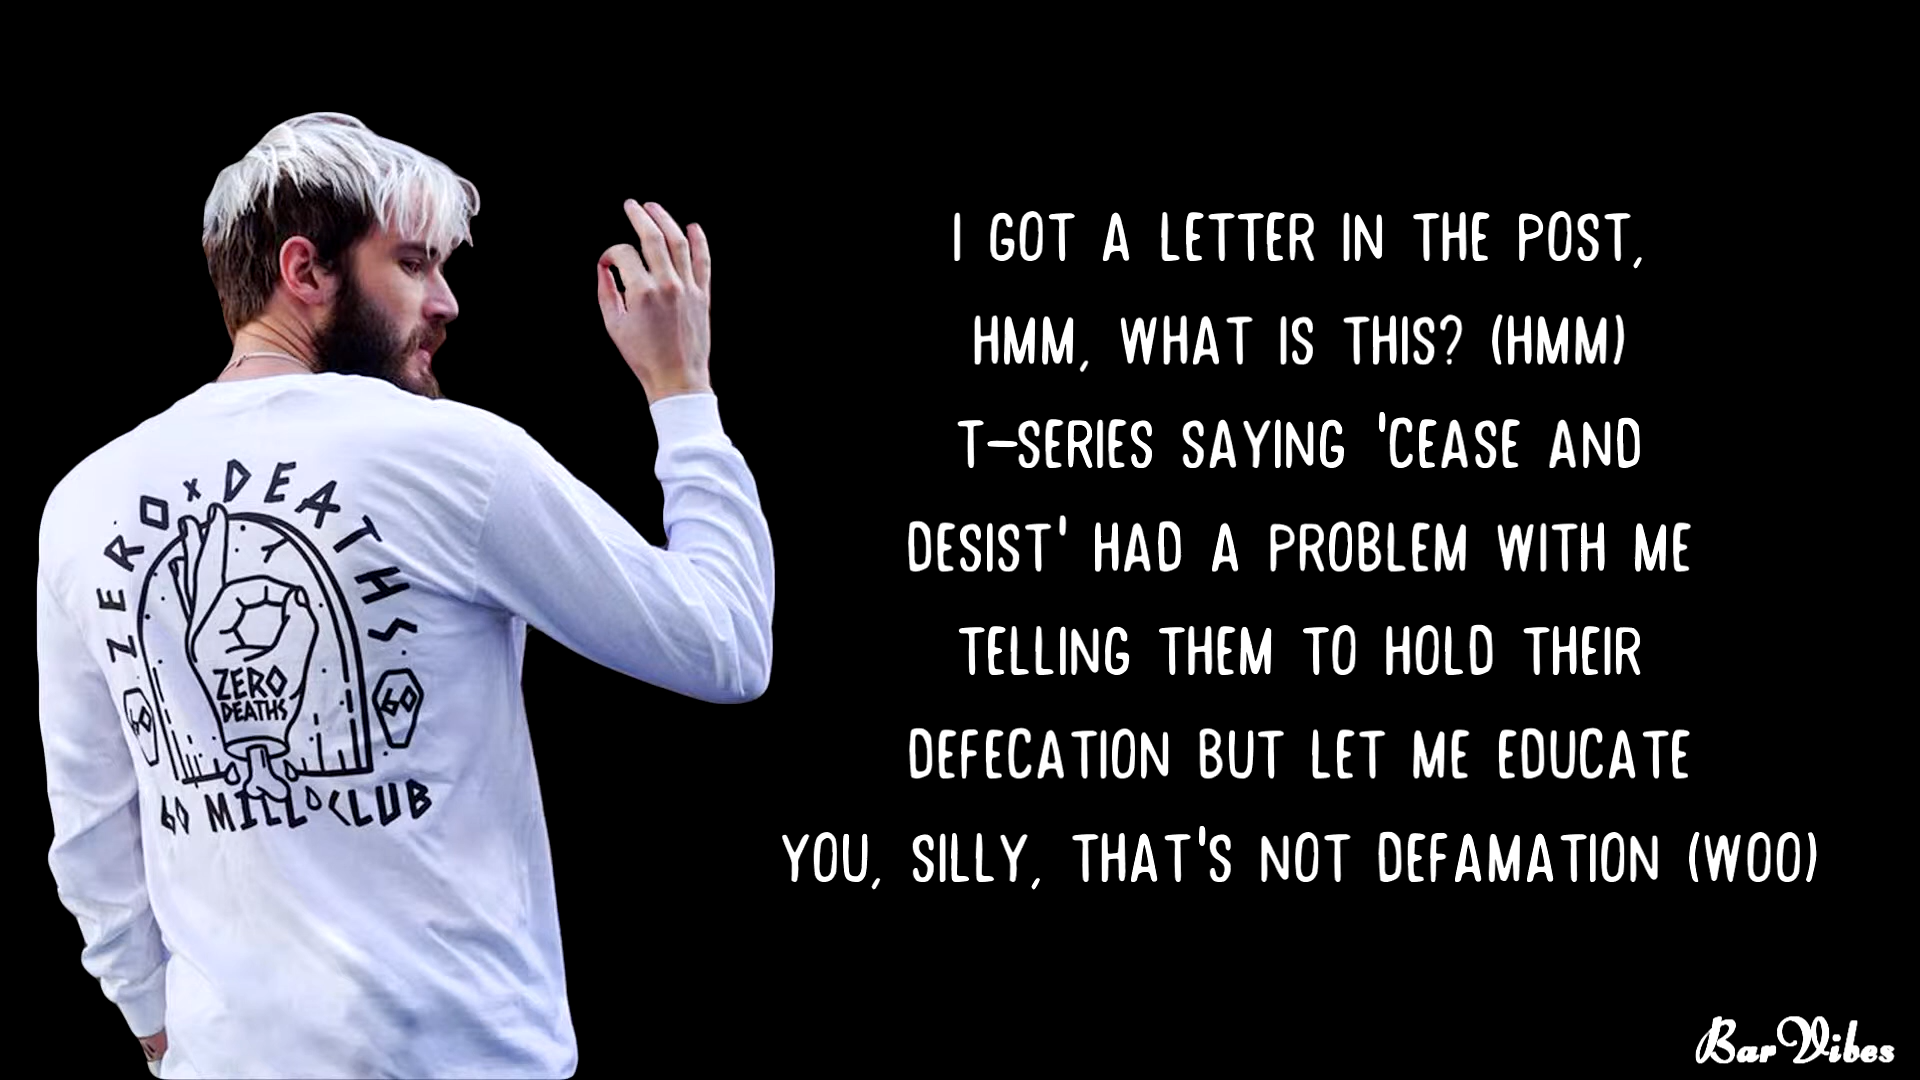 I GOT A LETTER IN THE POST,
HMM, WHAT IS THIS? (HMM)
T-SERIES SAYING 'CEASE AND
DESIST' HAD A PROBLEM WITH ME
TELLING THEM TO HOLD THEIR
DEFECATION BUT LET ME EDUCATE
YOU, SILLY, THAT'S NOT DEFAMATION (WOO)
ZERO x DEATHS
ZERO
DEATHS
60
60
60 MILL CLUB
BarVibes